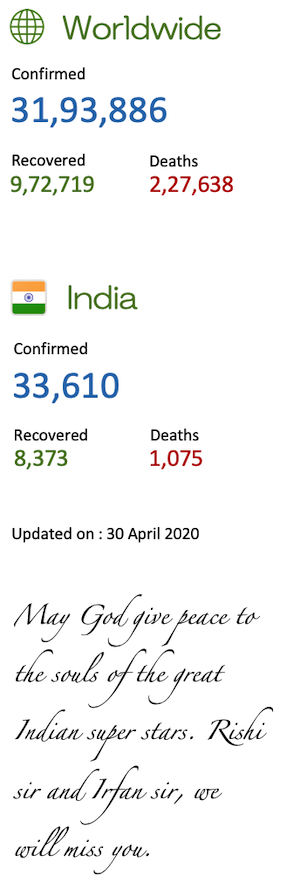 Worldwide
Confirmed
31,93,886
Recovered Deaths
9,72,719 2,27,638
India
Confirmed
33,610
Recovered Deaths
8,373 1,075
Updated on : 30 April 2020
May God give peace to
the souls of the great
Indian super stars. Rishi
sir and Irfan sir, we
will miss you.